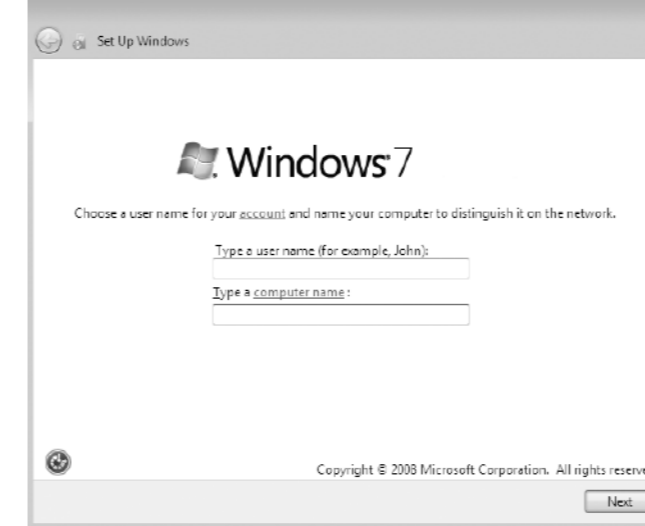 Set Up Windows
Windows 7
Choose a user name for your account and name your computer to distinguish it on the network.
Type a user name (for example, John):
Type a computer name :
Copyright © 2008 Microsoft Corporation. All rights reserve
Next